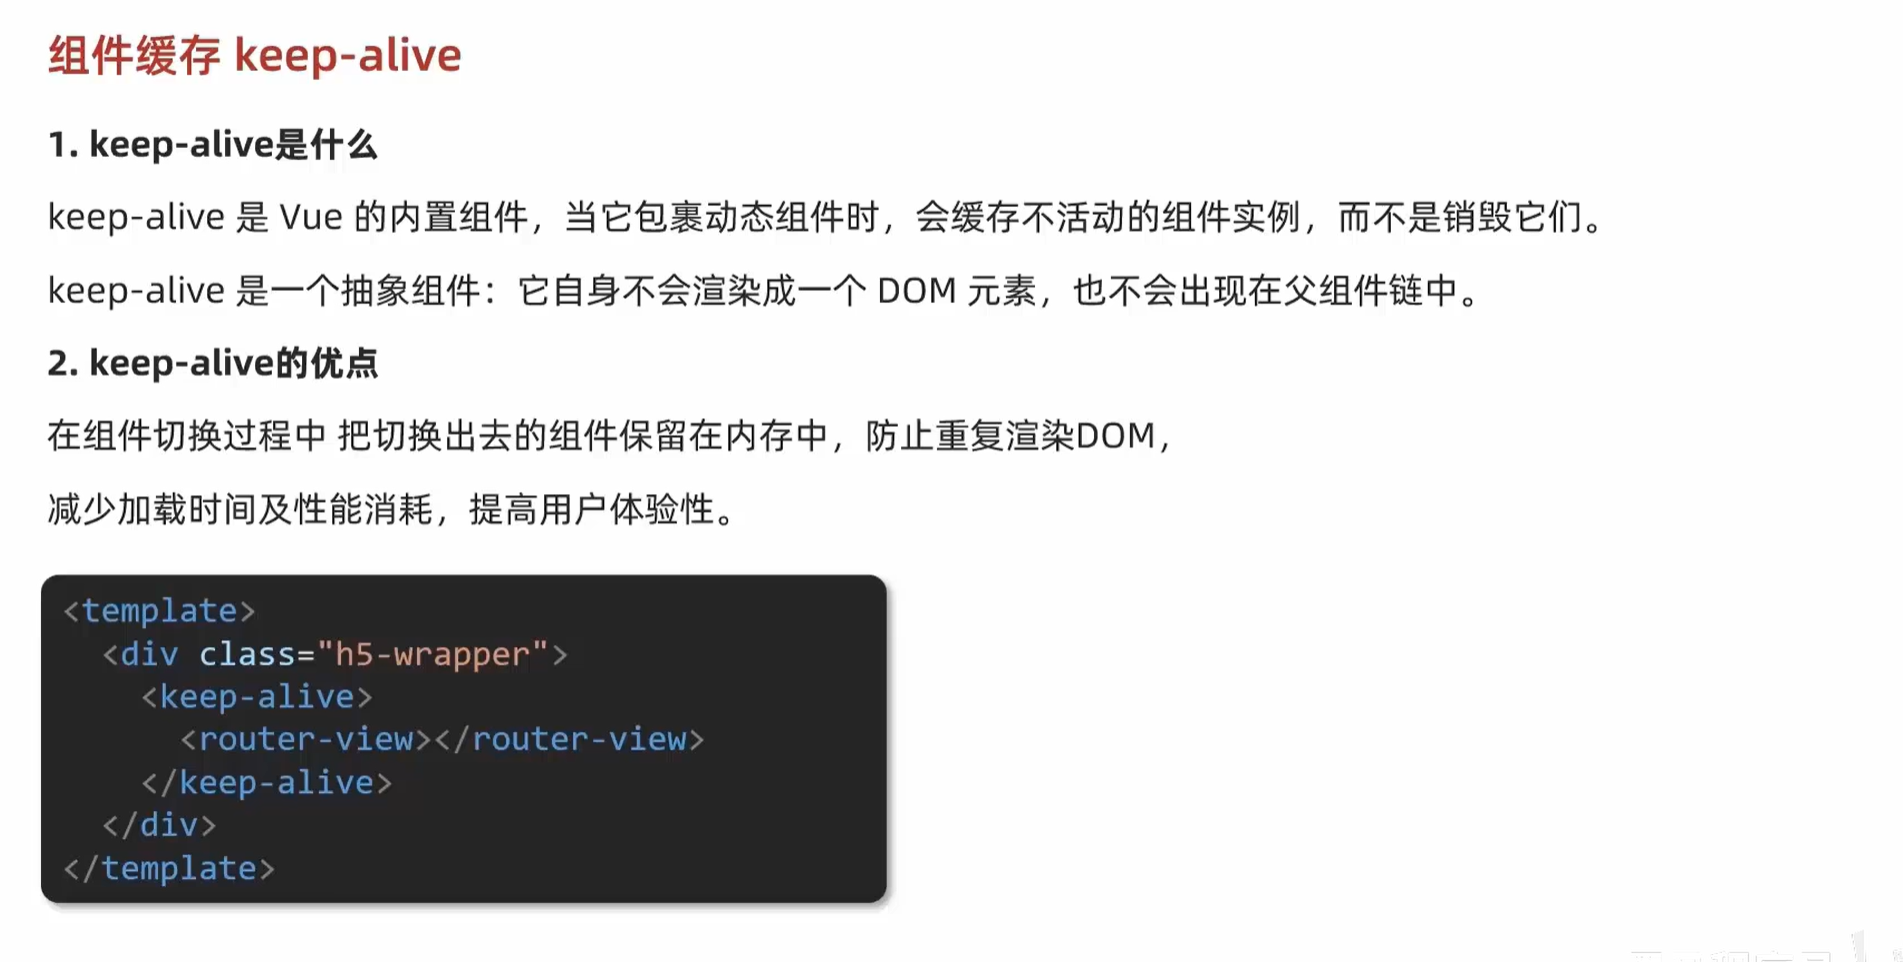 组件缓存 keep-alive
1. keep-alive是什么
keep-alive 是 Vue 的内置组件，当它包裹动态组件时，会缓存不活动的组件实例，而不是销毁它们。
keep-alive 是一个抽象组件：它自身不会渲染成一个 DOM 元素，也不会出现在父组件链中。
2. keep-alive的优点
在组件切换过程中 把切换出去的组件保留在内存中，防止重复渲染DOM，
减少加载时间及性能消耗，提高用户体验性。
<template>
  <div class="h5-wrapper">
    <keep-alive>
      <router-view></router-view>
    </keep-alive>
  </div>
</template>